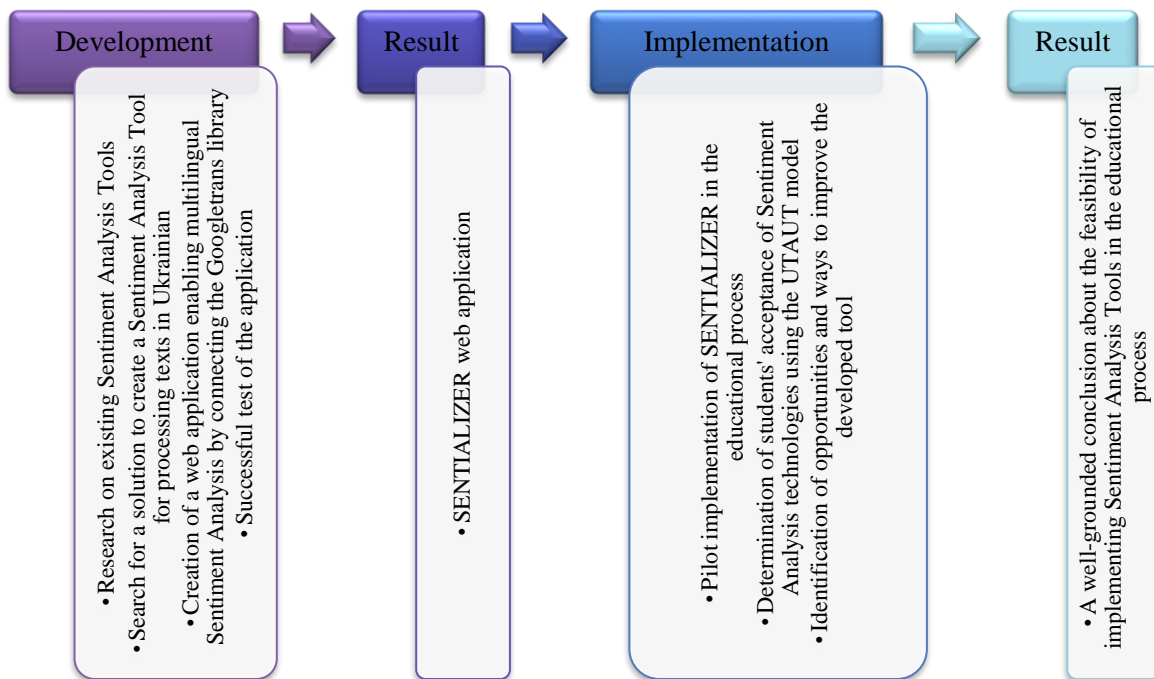 Development
• Research on existing Sentiment Analysis Tools
• Search for a solution to create a Sentiment Analysis Tool
for processing texts in Ukrainian
• Creation of a web application enabling multilingual
Sentiment Analysis by connecting the Googletrans library
• Successful test of the application
Result
• SENTIALIZER web application
Implementation
• Pilot implementation of SENTIALIZER in the
educational process
• Determination of students' acceptance of Sentiment
Analysis technologies using the UTAUT model
• Identification of opportunities and ways to improve the
developed tool
Result
• A well-grounded conclusion about the feasibility of
implementing Sentiment Analysis Tools in the educational
process